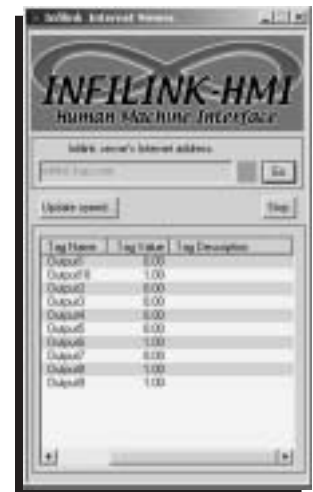 Infilink Internet Viewer
INFILINK-HMI
Human Machine Interface
Infilink server's Internet address
Go
Update speed
Stop
Tag Name Tag Value Tag Description
Output1 0.00
Output10 1.00
Output2 0.00
Output3 0.00
Output4 0.00
Output5 0.00
Output6 1.00
Output7 0.00
Output8 1.00
Output9 1.00